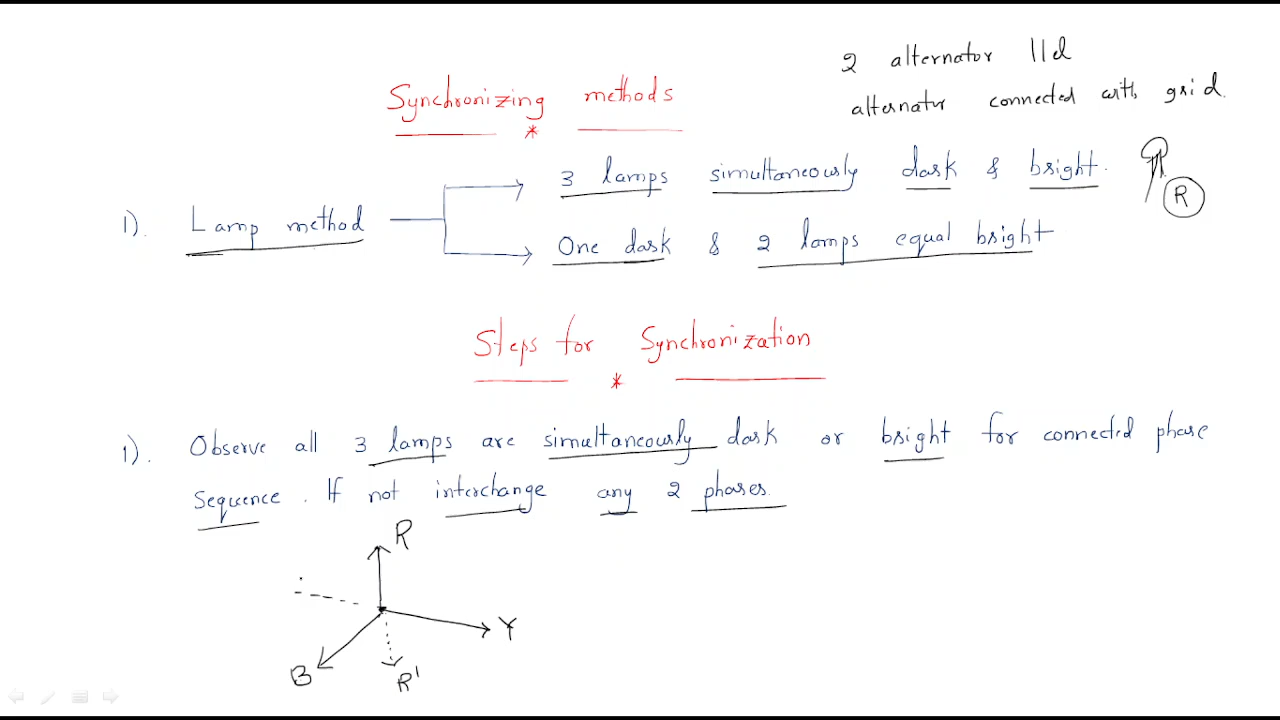 2 alternator lld
alternatr connected with grid.
Synchronizing methods
*
1). Lamp method
3 lamps simultaneously dark & bright.
R
One dark & 2 lamps equal bright
Steps for Synchronization
*
1). Observe all 3 lamps are simultaneously dark or bright for connected phase
sequence. If not interchange any 2 phases.
R
Y
B
R'